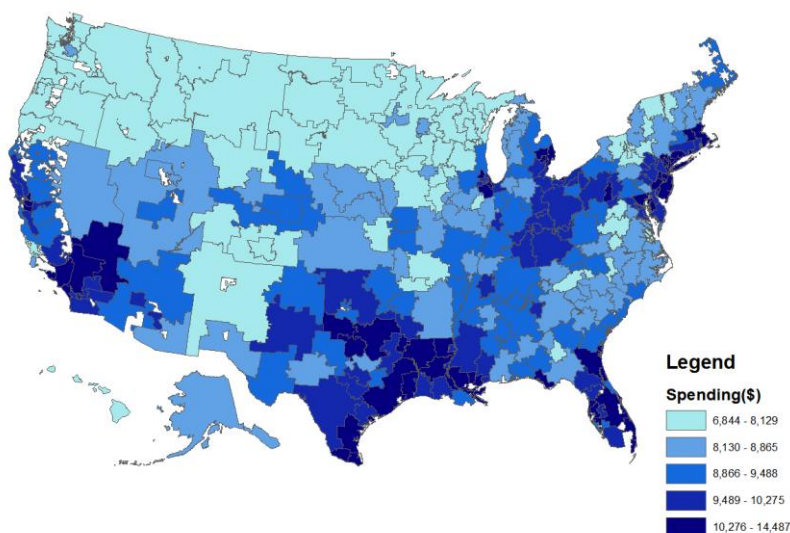 Legend
Spending($)
6,844 - 8,129
8,130 - 8,865
8,866 - 9,488
9,489 - 10,275
10,276 - 14,487